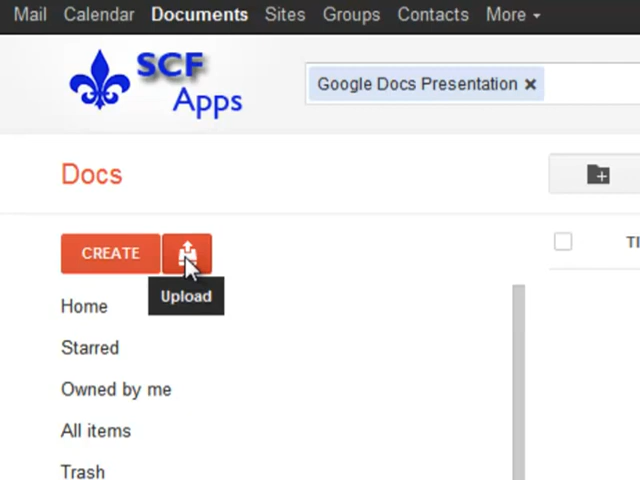 Mail Calendar Documents Sites Groups Contacts More
SCF
Apps
Google Docs Presentation
Docs
CREATE
Upload
Home
Starred
Owned by me
All items
Trash